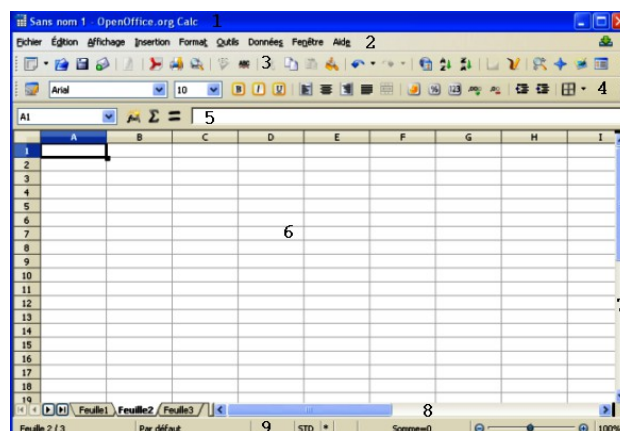 Sans nom 1 - OpenOffice.org Calc 1
Fichier Édition Affichage Insertion Format Outils Données Fenêtre Aide 2
3
Arial 10 4
A1 5
A B C D E F G H I
1
2
3
4
5
6
7 6
8
9
10
11
12 7
13
14
15
16
17
18
19
Feuille1 Feuille2 Feuille3 8
Feuille 2 / 3 Par défaut 9 STD * Somme=0 100%